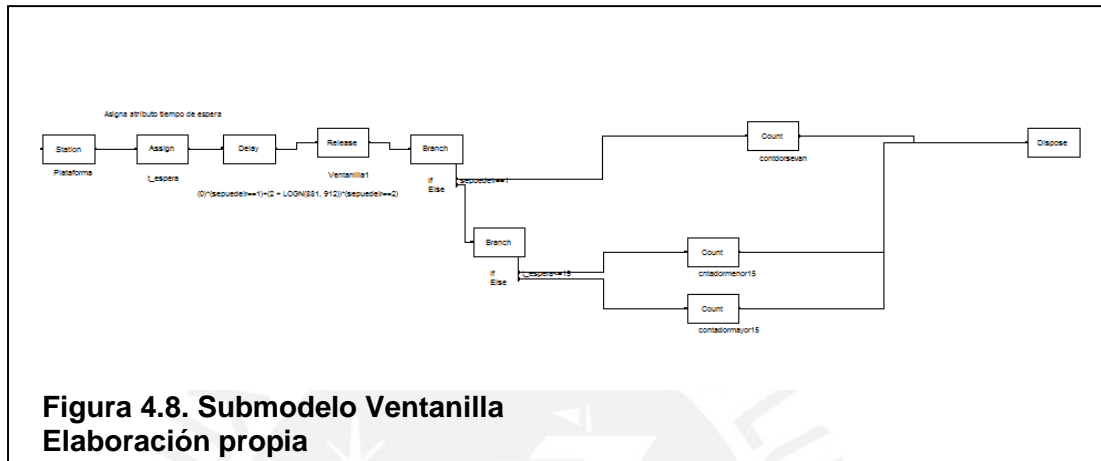 Asigna atributo tiempo de espera
Station
Assign
Delay
Release
Branch
Count
Dispose
Plataforma
t_espera
Ventanilla1
contdorsevan
(0)*(sepuedeir==1)+(2 + LOGN(881, 912))*(sepuedeir==2)
If sepuedeir==1
Else
Branch
Count
If t_espera<=15
Else
cntadormenor15
Count
contadormayor15
Figura 4.8. Submodelo Ventanilla
Elaboración propia